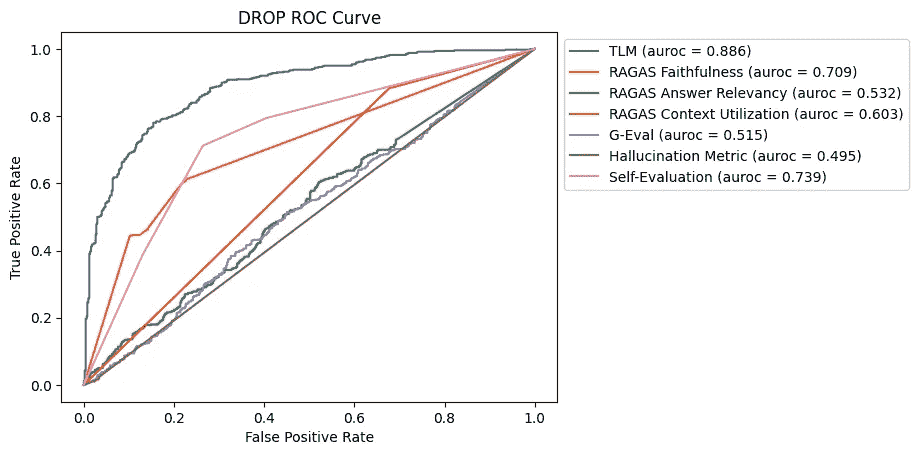 DROP ROC Curve
1.0
0.8
0.6
0.4
0.2
0.0
True Positive Rate
0.0 0.2 0.4 0.6 0.8 1.0
False Positive Rate
TLM (auroc = 0.886)
RAGAS Faithfulness (auroc = 0.709)
RAGAS Answer Relevancy (auroc = 0.532)
RAGAS Context Utilization (auroc = 0.603)
G-Eval (auroc = 0.515)
Hallucination Metric (auroc = 0.495)
Self-Evaluation (auroc = 0.739)